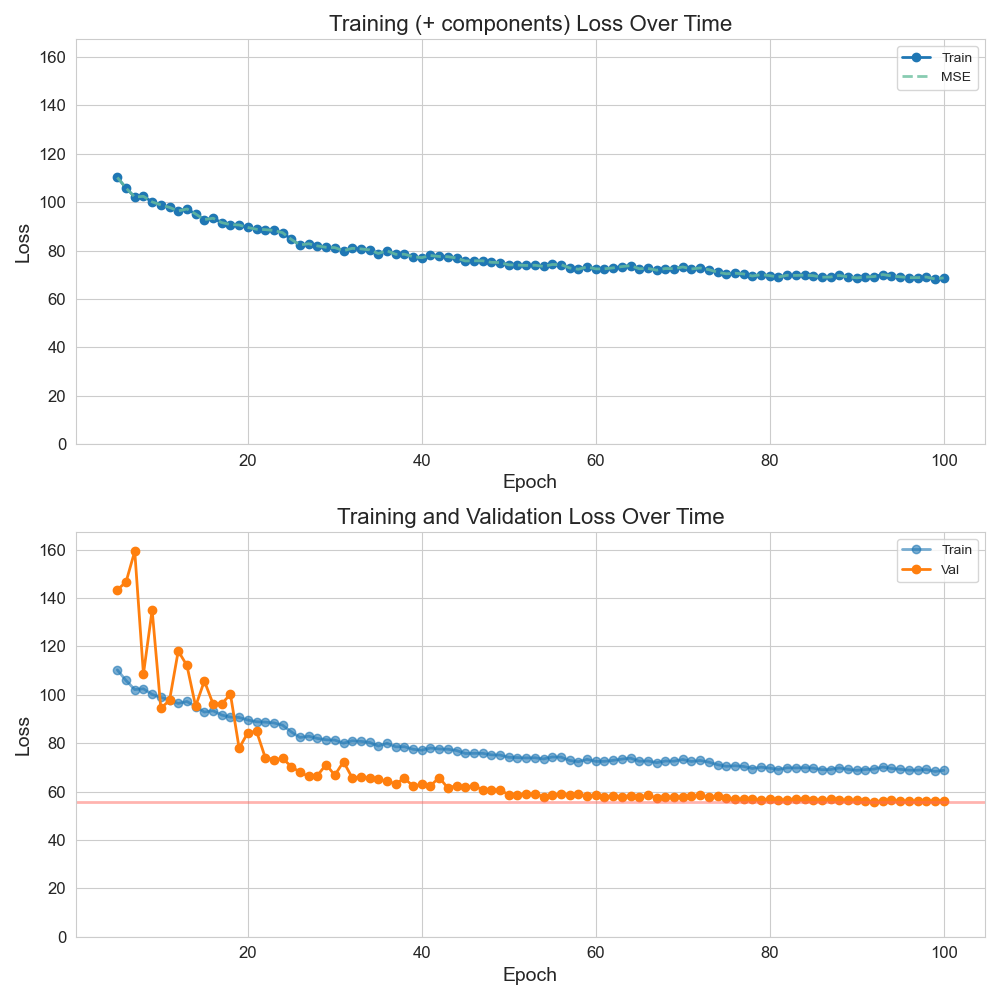 Training (+ components) Loss Over Time
160
140
120
100
80
60
40
20
0
Loss
Train
MSE
20 40 60 80 100
Epoch
Training and Validation Loss Over Time
160
140
120
100
80
60
40
20
0
Loss
Train
Val
20 40 60 80 100
Epoch